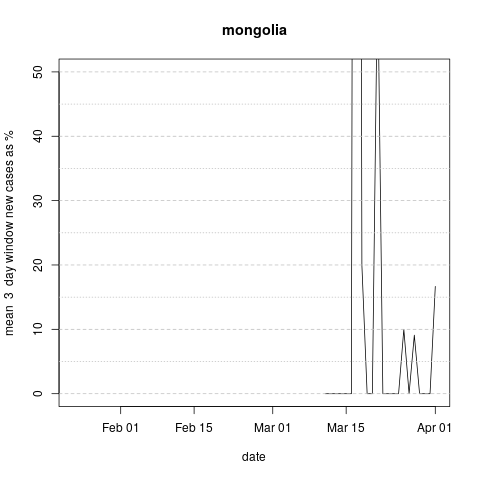 mongolia
mean  3  day window new cases as %
50
40
30
20
10
0
Feb 01
Feb 15
Mar 01
Mar 15
Apr 01
date